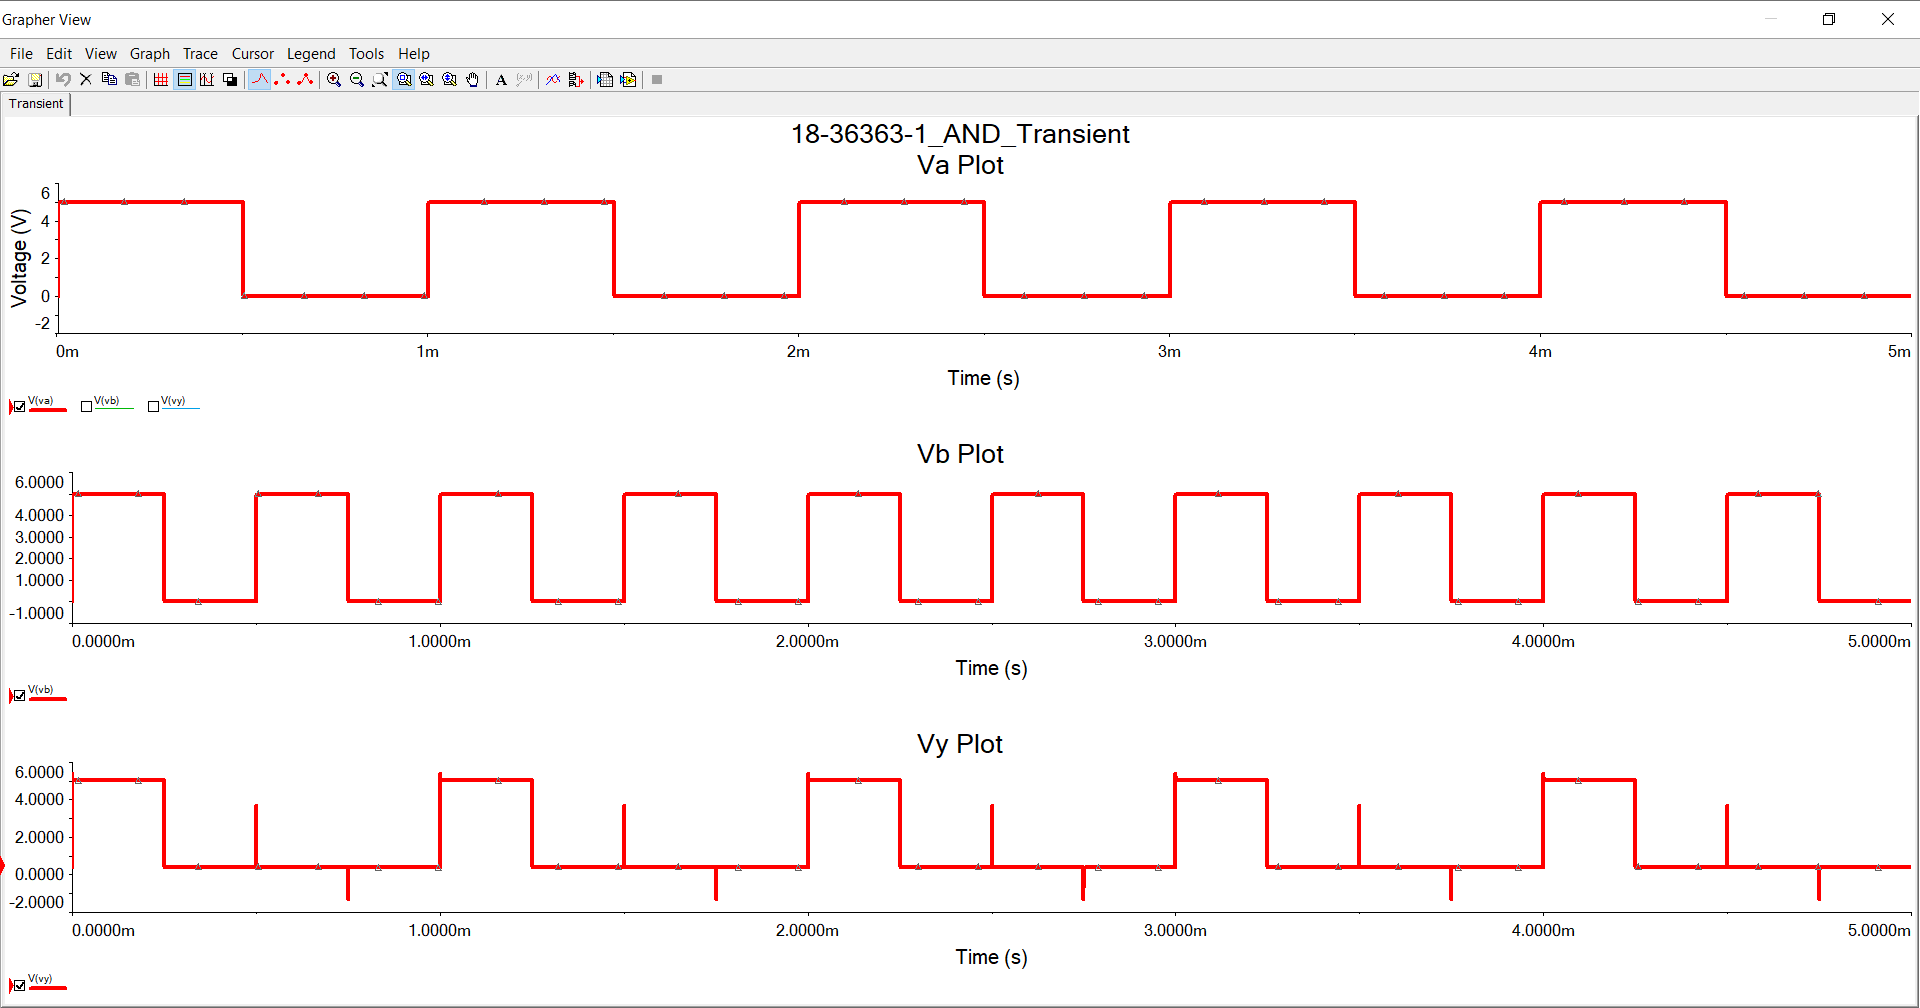 Grapher View
File Edit View Graph Trace Cursor Legend Tools Help
A
Transient
18-36363-1_AND_Transient
Va Plot
Voltage (V)
6
4
2
0
-2
0m 1m 2m 3m 4m 5m
Time (s)
V(va) V(vb) V(vy)
Vb Plot
6.0000
4.0000
3.0000
2.0000
1.0000
-1.0000
0.0000m 1.0000m 2.0000m 3.0000m 4.0000m 5.0000m
Time (s)
V(vb)
Vy Plot
6.0000
4.0000
2.0000
0.0000
-2.0000
0.0000m 1.0000m 2.0000m 3.0000m 4.0000m 5.0000m
Time (s)
V(vy)